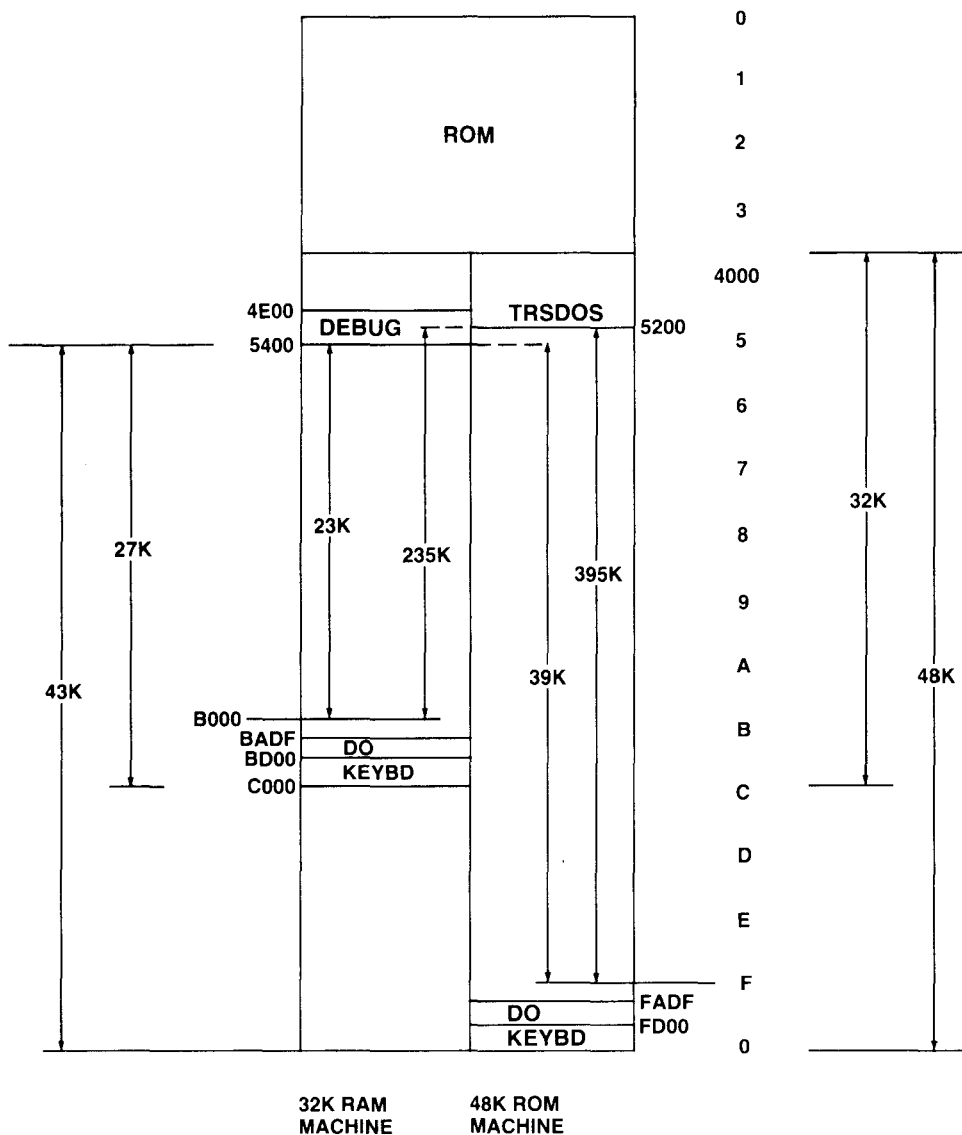 0
1
ROM
2
3
4000
4E00
TRSDOS
DEBUG
5200
5400
5
6
7
32K
23K
8
27K
235K
395K
9
A
43K
39K
48K
B000
B
BADF
DO
BD00
KEYBD
C000
C
D
E
F
FADF
DO
FD00
KEYBD
0
32K RAM
MACHINE
48K ROM
MACHINE